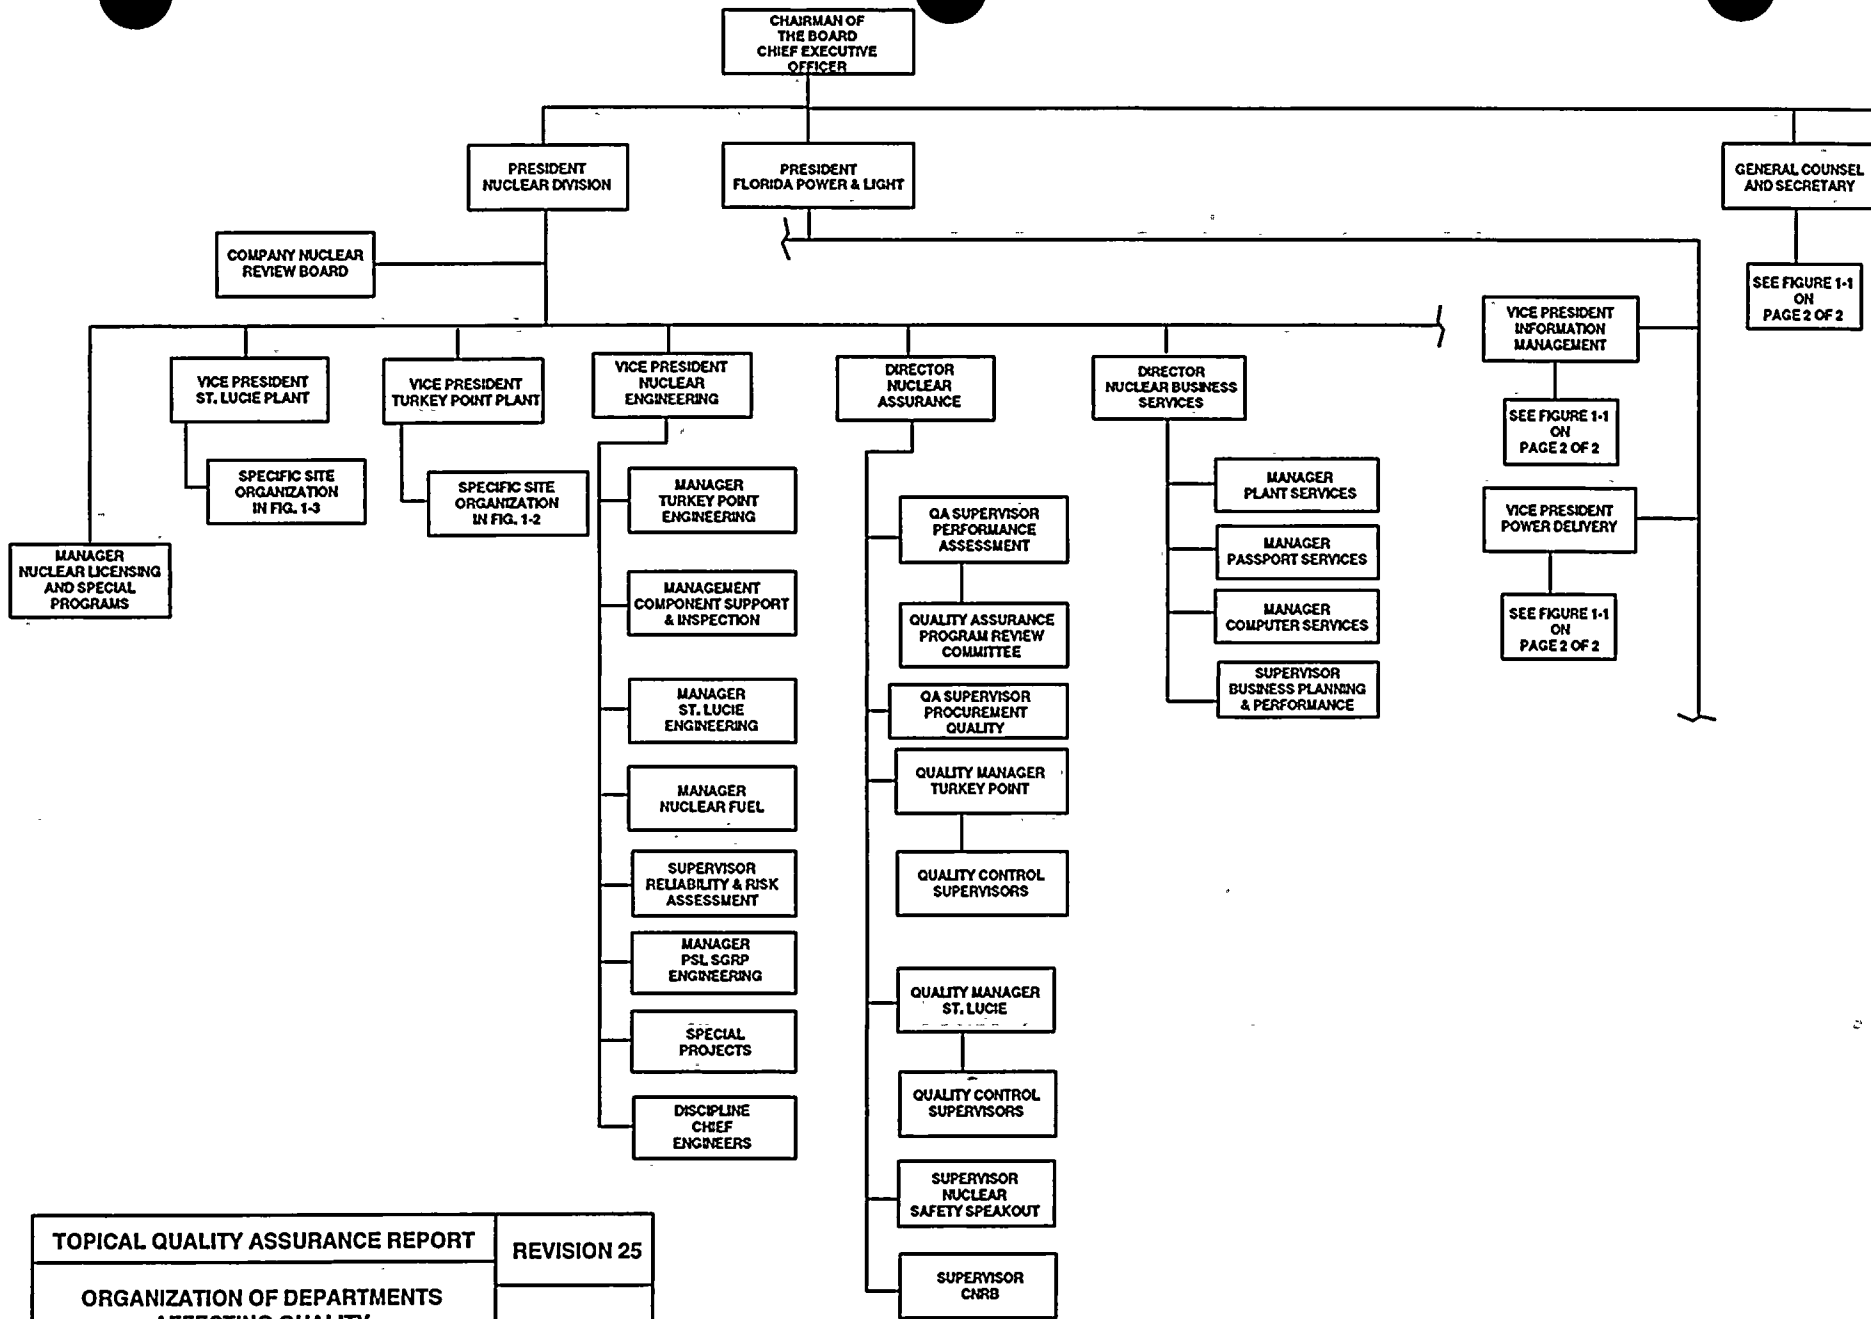 CHAIRMAN OF
THE BOARD
CHIEF EXECUTIVE
OFFICER
PRESIDENT
NUCLEAR DIVISION
PRESIDENT
FLORIDA POWER & LIGHT
GENERAL COUNSEL
AND SECRETARY
COMPANY NUCLEAR
REVIEW BOARD
SEE FIGURE 1-1
ON
PAGE 2 OF 2
VICE PRESIDENT
INFORMATION
MANAGEMENT
SEE FIGURE 1-1
ON
PAGE 2 OF 2
VICE PRESIDENT
POWER DELIVERY
SEE FIGURE 1-1
ON
PAGE 2 OF 2
MANAGER
NUCLEAR LICENSING
AND SPECIAL
PROGRAMS
VICE PRESIDENT
ST. LUCIE PLANT
SPECIFIC SITE
ORGANIZATION
IN FIG. 1-3
VICE PRESIDENT
TURKEY POINT PLANT
SPECIFIC SITE
ORGANIZATION
IN FIG. 1-2
VICE PRESIDENT
NUCLEAR
ENGINEERING
MANAGER
TURKEY POINT
ENGINEERING
MANAGEMENT
COMPONENT SUPPORT
& INSPECTION
MANAGER
ST. LUCIE
ENGINEERING
MANAGER
NUCLEAR FUEL
SUPERVISOR
RELIABILITY & RISK
ASSESSMENT
MANAGER
PSL SGRP
ENGINEERING
SPECIAL
PROJECTS
DISCIPLINE
CHIEF
ENGINEERS
DIRECTOR
NUCLEAR
ASSURANCE
QA SUPERVISOR
PERFORMANCE
ASSESSMENT
QUALITY ASSURANCE
PROGRAM REVIEW
COMMITTEE
QA SUPERVISOR
PROCUREMENT
QUALITY
QUALITY MANAGER
TURKEY POINT
QUALITY CONTROL
SUPERVISORS
QUALITY MANAGER
ST. LUCIE
QUALITY CONTROL
SUPERVISORS
SUPERVISOR
NUCLEAR
SAFETY SPEAKOUT
SUPERVISOR
CNRB
DIRECTOR
NUCLEAR BUSINESS
SERVICES
MANAGER
PLANT SERVICES
MANAGER
PASSPORT SERVICES
MANAGER
COMPUTER SERVICES
SUPERVISOR
BUSINESS PLANNING
& PERFORMANCE
TOPICAL QUALITY ASSURANCE REPORT
REVISION 25
ORGANIZATION OF DEPARTMENTS
AFFECTING QUALITY